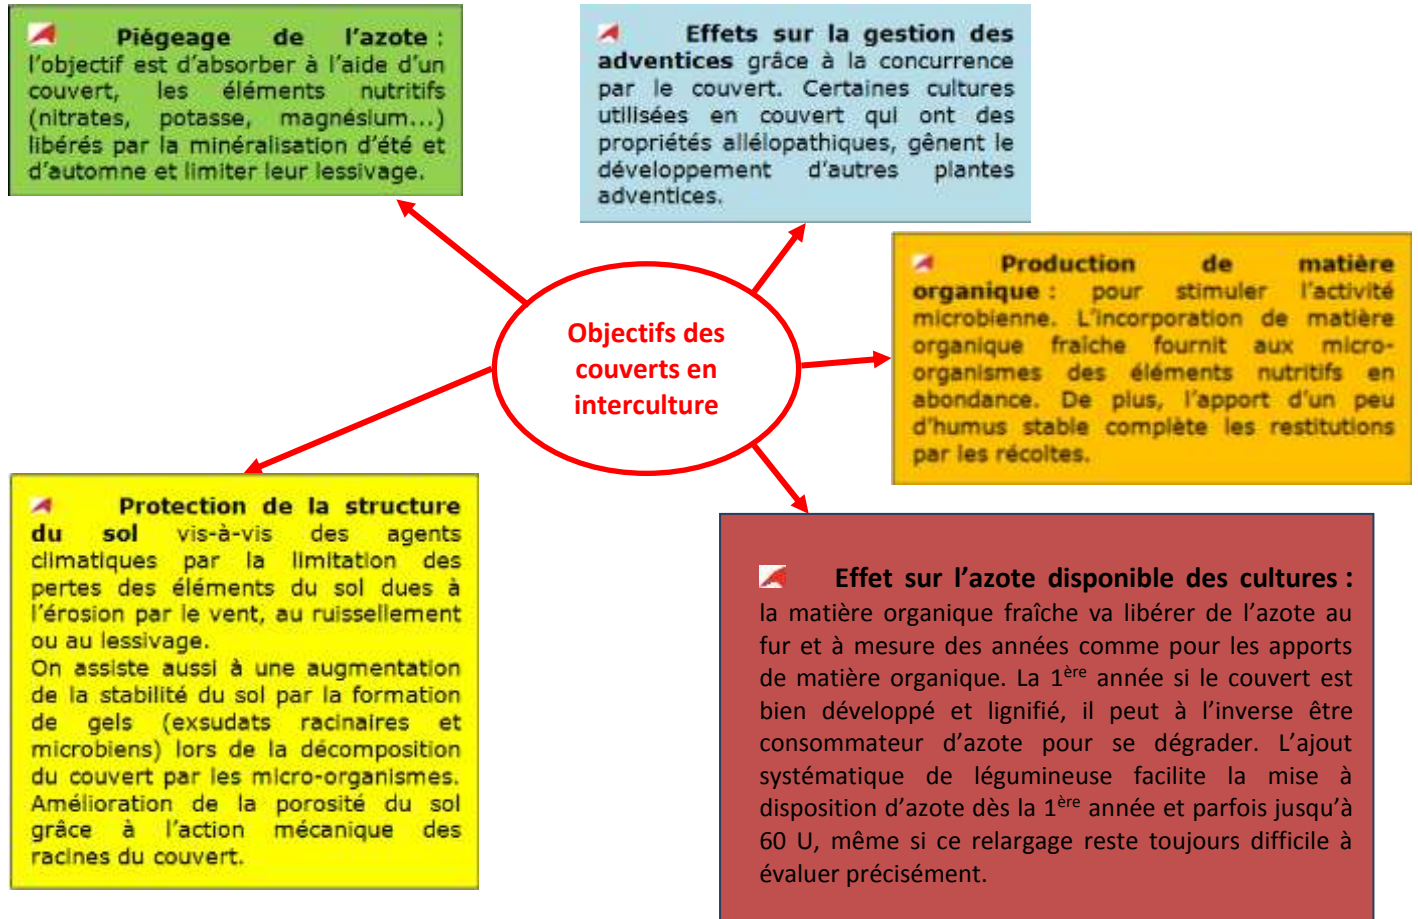 Piégeage de l'azote :
l'objectif est d'absorber à l'aide d'un
couvert, les éléments nutritifs
(nitrates, potasse, magnésium...)
libérés par la minéralisation d'été et
d'automne et limiter leur lessivage.
Effets sur la gestion des
adventices grâce à la concurrence
par le couvert. Certaines cultures
utilisées en couvert qui ont des
propriétés allélopathiques, gênent le
développement d'autres plantes
adventices.
Production de matière
organique : pour stimuler l'activité
microbienne. L'incorporation de matière
organique fraîche fournit aux micro-
organismes des éléments nutritifs en
abondance. De plus, l'apport d'un peu
d'humus stable complète les restitutions
par les récoltes.
Objectifs des
couverts en
interculture
Protection de la structure
du sol vis-à-vis des agents
climatiques par la limitation des
pertes des éléments du sol dues à
l'érosion par le vent, au ruissellement
ou au lessivage.
On assiste aussi à une augmentation
de la stabilité du sol par la formation
de gels (exsudats racinaires et
microbiens) lors de la décomposition
du couvert par les micro-organismes.
Amélioration de la porosité du sol
grâce à l'action mécanique des
racines du couvert.
Effet sur l'azote disponible des cultures :
la matière organique fraîche va libérer de l'azote au
fur et à mesure des années comme pour les apports
de matière organique. La 1ère année si le couvert est
bien développé et lignifié, il peut à l'inverse être
consommateur d'azote pour se dégrader. L'ajout
systématique de légumineuse facilite la mise à
disposition d'azote dès la 1ère année et parfois jusqu'à
60 U, même si ce relargage reste toujours difficile à
évaluer précisément.